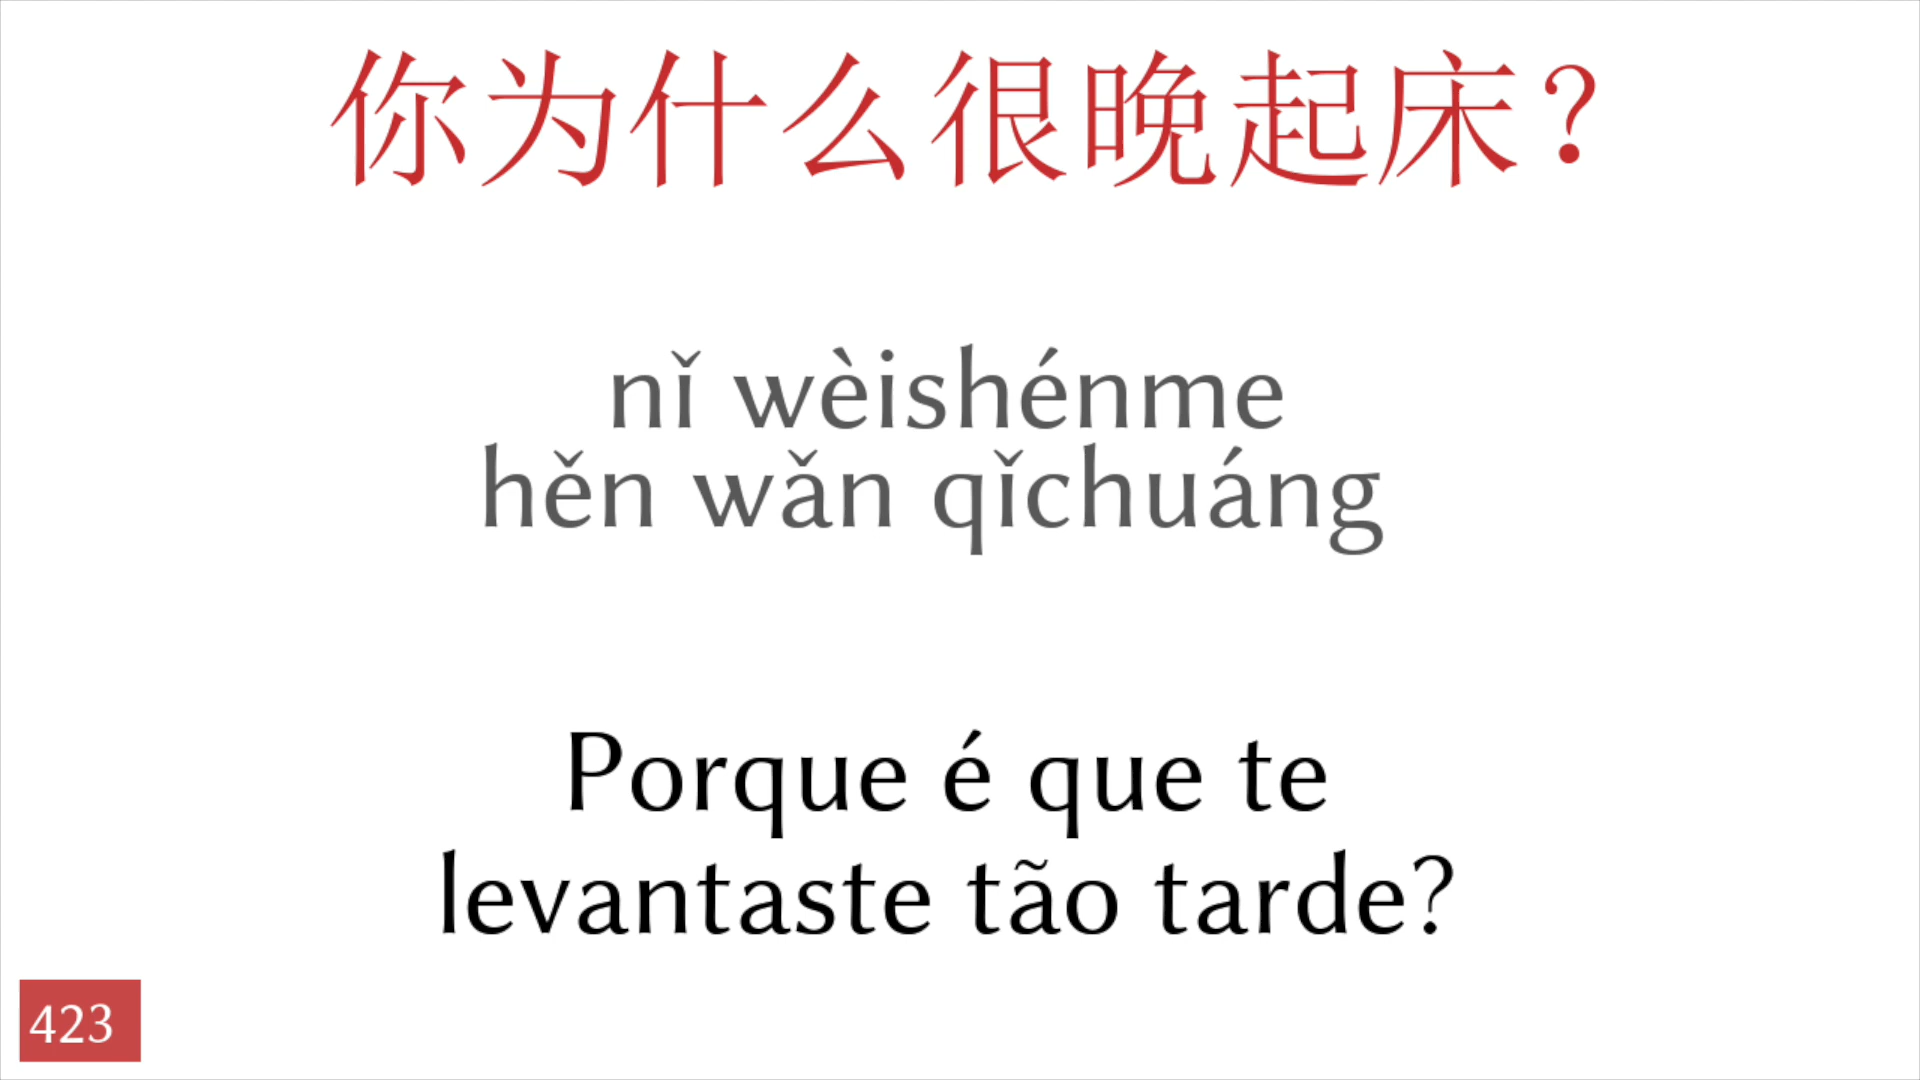 你为什么很晚起床？
nǐ wèishénme
hěn wǎn qǐchuáng
Porque é que te
levantaste tão tarde?
423